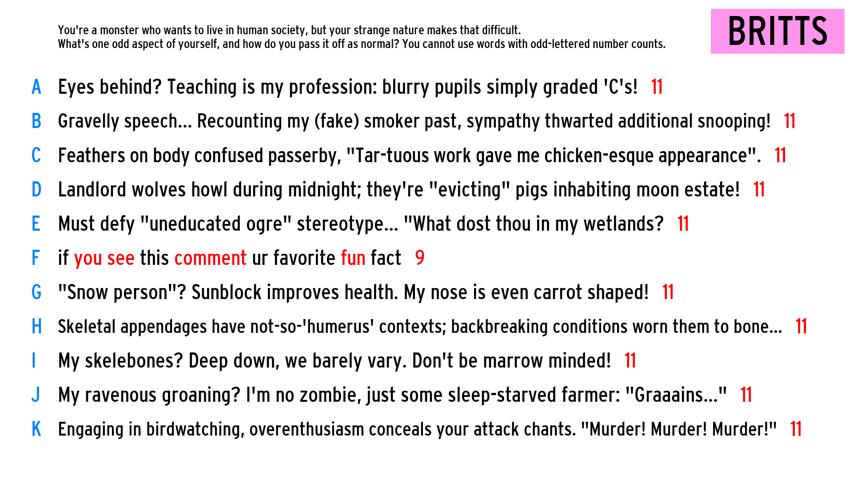 You're a monster who wants to live in human society, but your strange nature makes that difficult.
What's one odd aspect of yourself, and how do you pass it off as normal? You cannot use words with odd-lettered number counts.
BRITTS
A Eyes behind? Teaching is my profession: blurry pupils simply graded 'C's! 11
B Gravelly speech... Recounting my (fake) smoker past, sympathy thwarted additional snooping! 11
C Feathers on body confused passerby, "Tar-tuous work gave me chicken-esque appearance". 11
D Landlord wolves howl during midnight; they're "evicting" pigs inhabiting moon estate! 11
E Must defy "uneducated ogre" stereotype... "What dost thou in my wetlands? 11
F if you see this comment ur favorite fun fact 9
G "Snow person"? Sunblock improves health. My nose is even carrot shaped! 11
H Skeletal appendages have not-so-'humerus' contexts; backbreaking conditions worn them to bone... 11
I My skelebones? Deep down, we barely vary. Don't be marrow minded! 11
J My ravenous groaning? I'm no zombie, just some sleep-starved farmer: "Graaains..." 11
K Engaging in birdwatching, overenthusiasm conceals your attack chants. "Murder! Murder! Murder!" 11